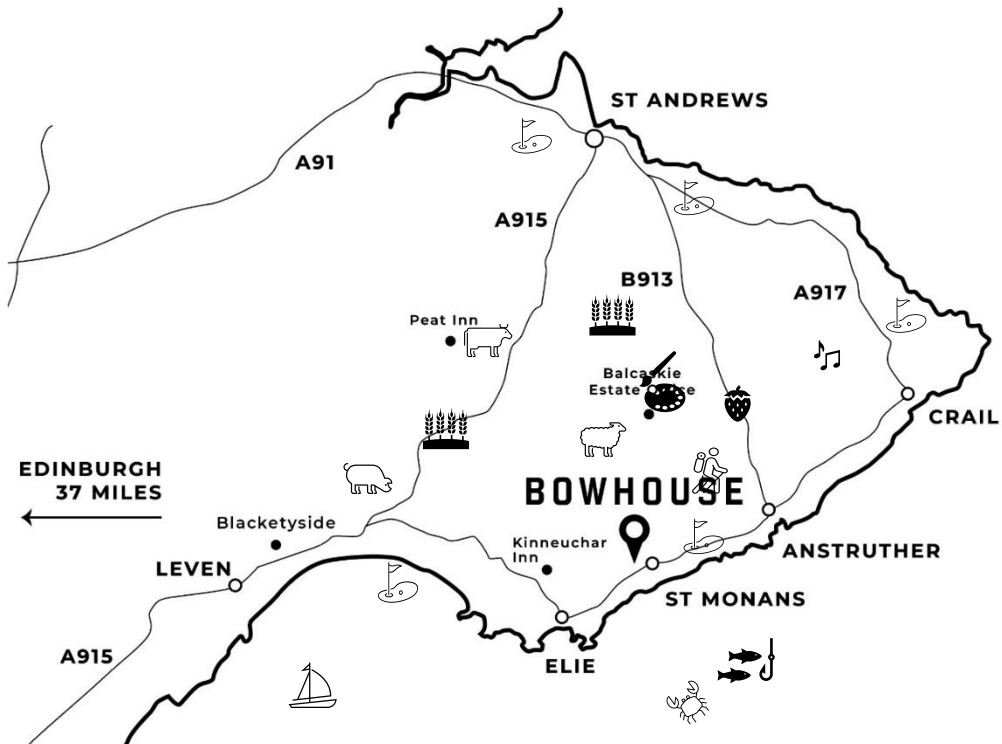 ST ANDREWS
A91
A915
B913
A917
Peat Inn
Balcaskie
Estate
CRAIL
EDINBURGH
37 MILES
BOWHOUSE
Blacketyside
Kinneuchar
Inn
ANSTRUTHER
LEVEN
ST MONANS
A915
ELIE